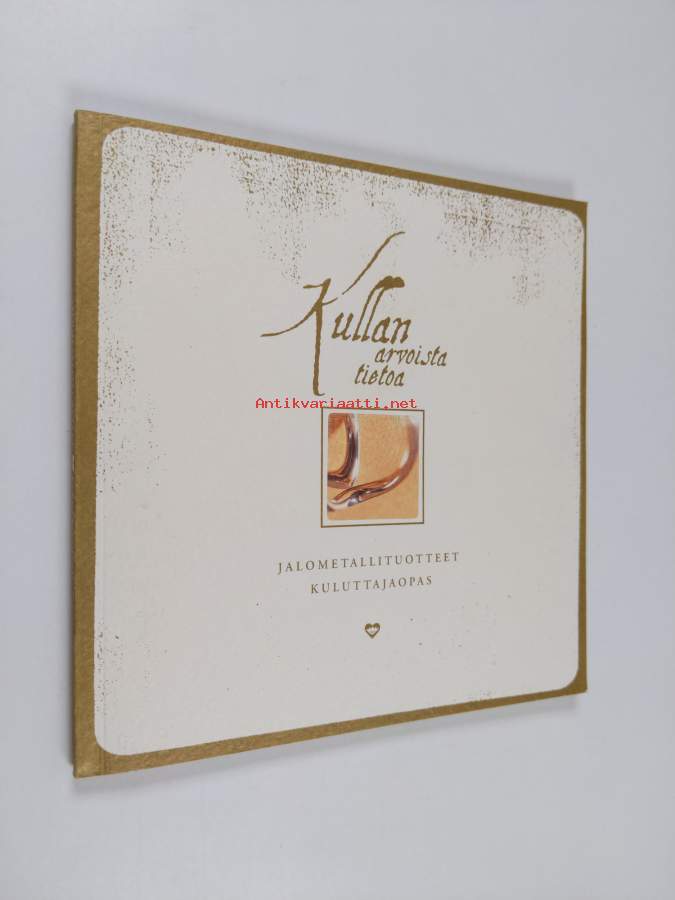 Kullan
arvoista
tietoa
Antikvariaatti.net
JALOMETALLITUOTTEET
KULUTTAJAOPAS